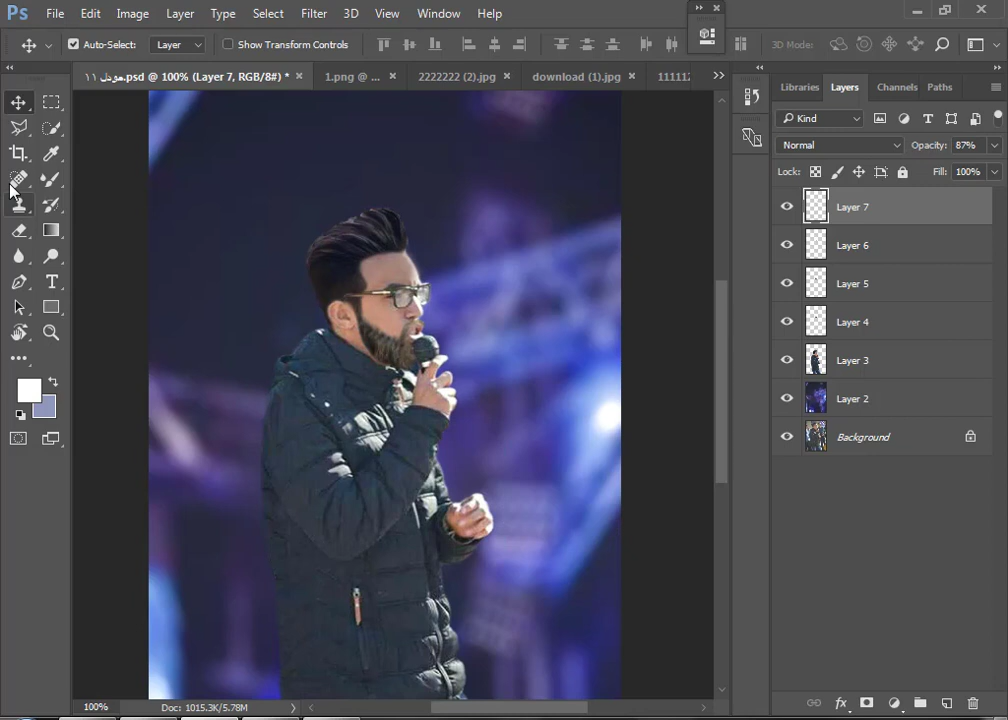 Ps File Edit Image Layer Type Select Filter 3D View Window Help
Auto-Select: Layer Show Transform Controls 3D Mode:
مودل ١١.psd @ 100% (Layer 7, RGB/8#) * 1.png @ ... 2222222 (2).jpg download (1).jpg 111112
Libraries Layers Channels Paths
Kind
Normal Opacity: 87%
Lock: Fill: 100%
Layer 7
Layer 6
Layer 5
Layer 4
Layer 3
Layer 2
Background
100% Doc: 1015.3K/5.78M